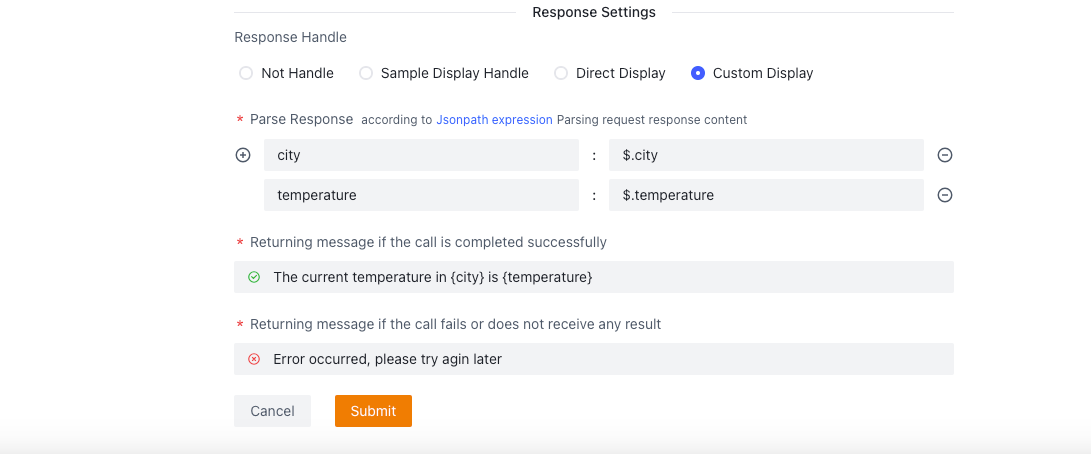 Response Settings
Response Handle
Not Handle Sample Display Handle Direct Display Custom Display
* Parse Response according to Jsonpath expression Parsing request response content
city : $.city
temperature : $.temperature
* Returning message if the call is completed successfully
The current temperature in {city} is {temperature}
* Returning message if the call fails or does not receive any result
Error occurred, please try agin later
Cancel Submit